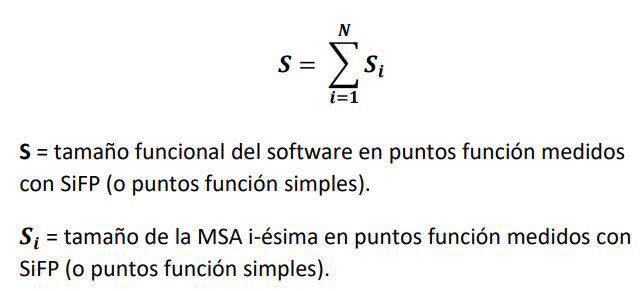 S = ∑_{i=1}^{N} S_i
S = tamaño funcional del software en puntos función medidos
con SiFP (o puntos función simples).
S_i = tamaño de la MSA i-ésima en puntos función medidos con
SiFP (o puntos función simples).